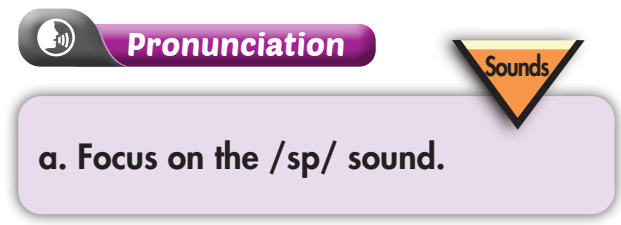 Pronunciation
Sounds
a. Focus on the /sp/ sound.